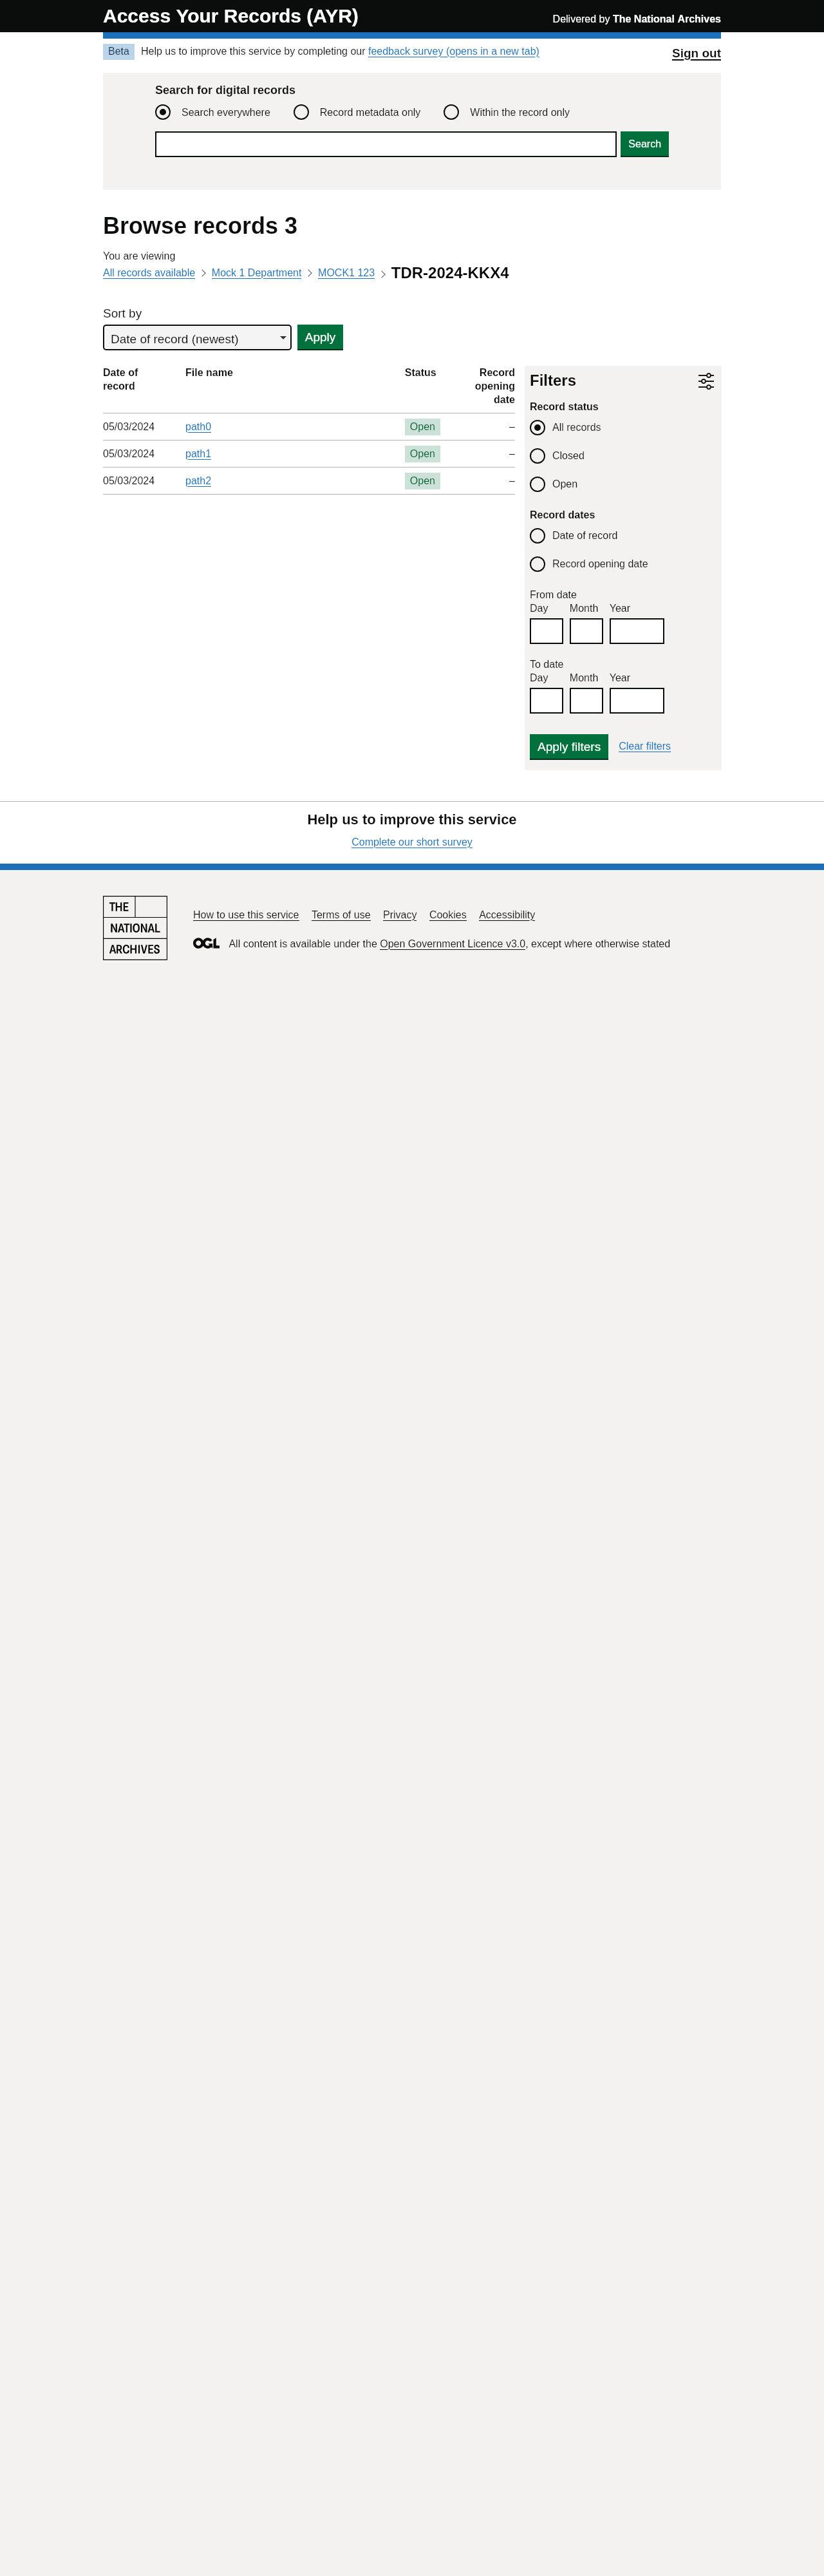 Access Your Records (AYR)
Delivered by The National Archives
Beta Help us to improve this service by completing our feedback survey (opens in a new tab)
Sign out
Search for digital records
Search everywhere Record metadata only Within the record only
Search
Browse records 3
You are viewing
All records available Mock 1 Department MOCK1 123 TDR-2024-KKX4
Sort by
Date of record (newest) Apply
Date of record File name Status Record opening date
05/03/2024 path0 Open –
05/03/2024 path1 Open –
05/03/2024 path2 Open –
Filters
Record status
All records
Closed
Open
Record dates
Date of record
Record opening date
From date
Day Month Year
To date
Day Month Year
Apply filters Clear filters
Help us to improve this service
Complete our short survey
THE
NATIONAL
ARCHIVES
How to use this service Terms of use Privacy Cookies Accessibility
OGL All content is available under the Open Government Licence v3.0, except where otherwise stated